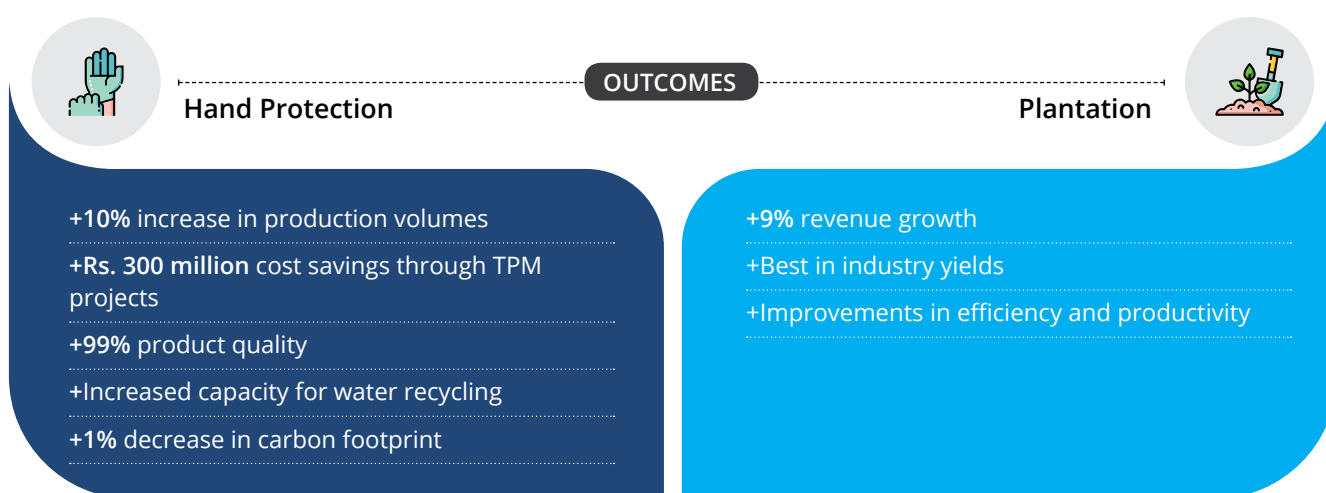 OUTCOMES
Hand Protection
Plantation
+10% increase in production volumes
+Rs. 300 million cost savings through TPM
projects
+99% product quality
+Increased capacity for water recycling
+1% decrease in carbon footprint
+9% revenue growth
+Best in industry yields
+Improvements in efficiency and productivity